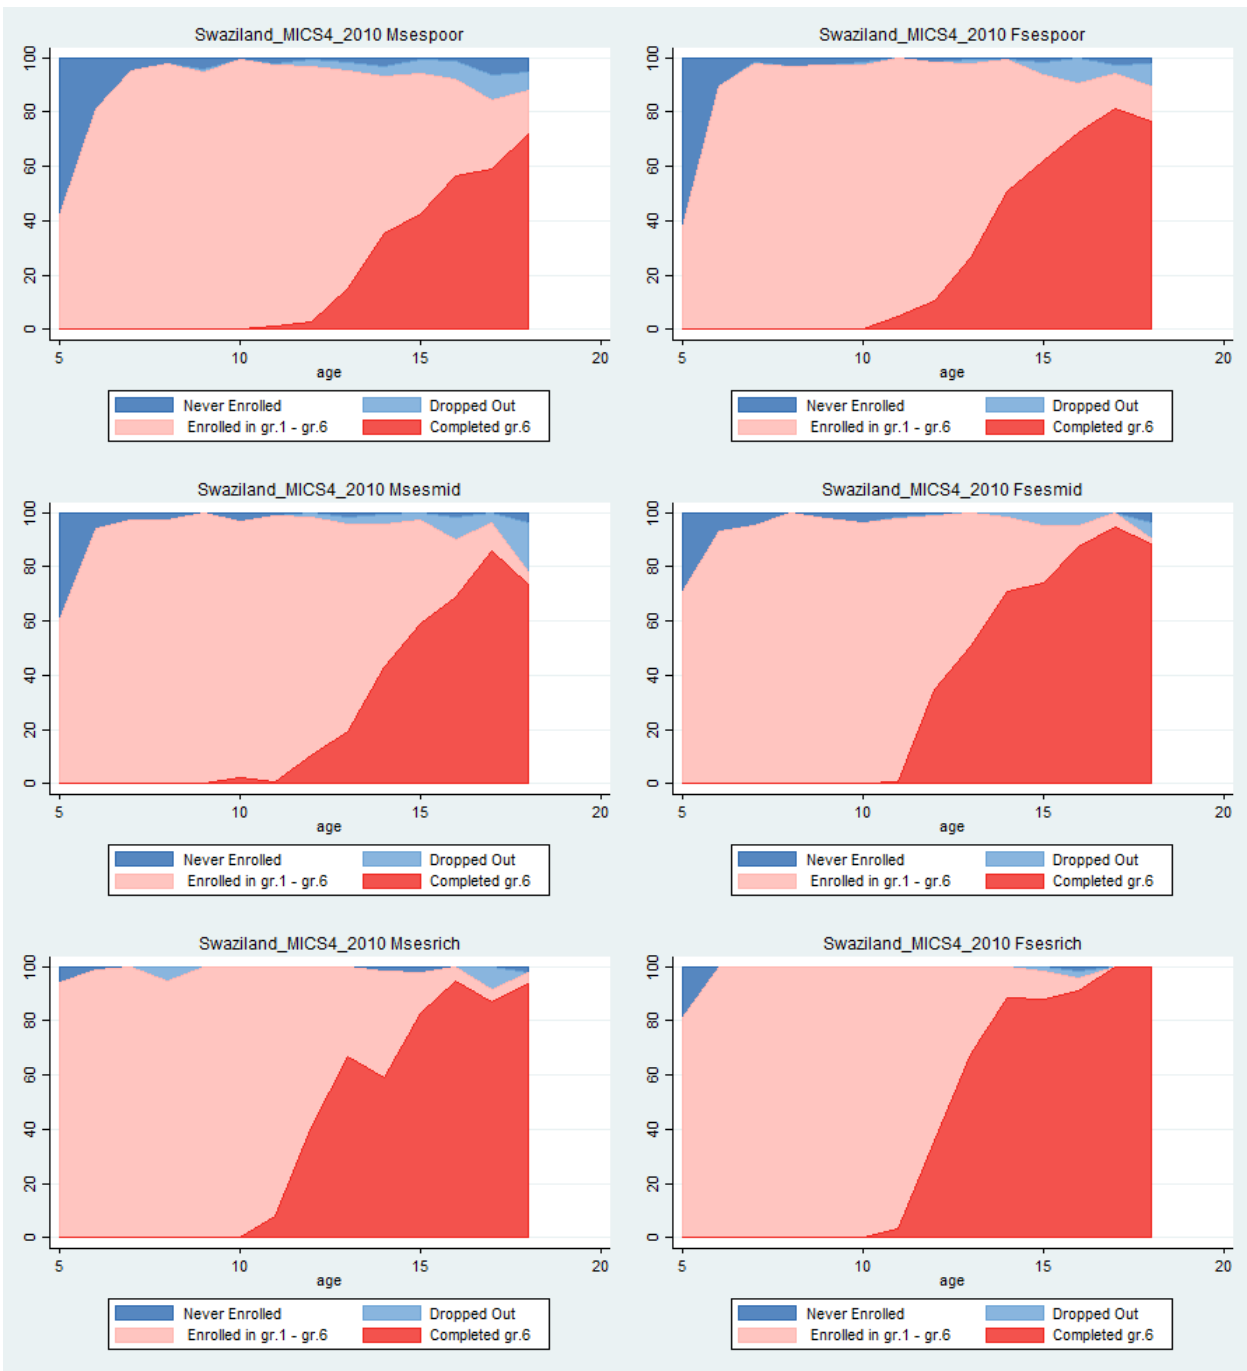 Swaziland_MICS4_2010 Msespoor
100
80
60
40
20
0
5 10 15 20
age
Never Enrolled Dropped Out
Enrolled in gr.1 - gr.6 Completed gr.6
Swaziland_MICS4_2010 Fsespoor
100
80
60
40
20
0
5 10 15 20
age
Never Enrolled Dropped Out
Enrolled in gr.1 - gr.6 Completed gr.6
Swaziland_MICS4_2010 Msesmid
100
80
60
40
20
0
5 10 15 20
age
Never Enrolled Dropped Out
Enrolled in gr.1 - gr.6 Completed gr.6
Swaziland_MICS4_2010 Fsesmid
100
80
60
40
20
0
5 10 15 20
age
Never Enrolled Dropped Out
Enrolled in gr.1 - gr.6 Completed gr.6
Swaziland_MICS4_2010 Msesrich
100
80
60
40
20
0
5 10 15 20
age
Never Enrolled Dropped Out
Enrolled in gr.1 - gr.6 Completed gr.6
Swaziland_MICS4_2010 Fsesrich
100
80
60
40
20
0
5 10 15 20
age
Never Enrolled Dropped Out
Enrolled in gr.1 - gr.6 Completed gr.6